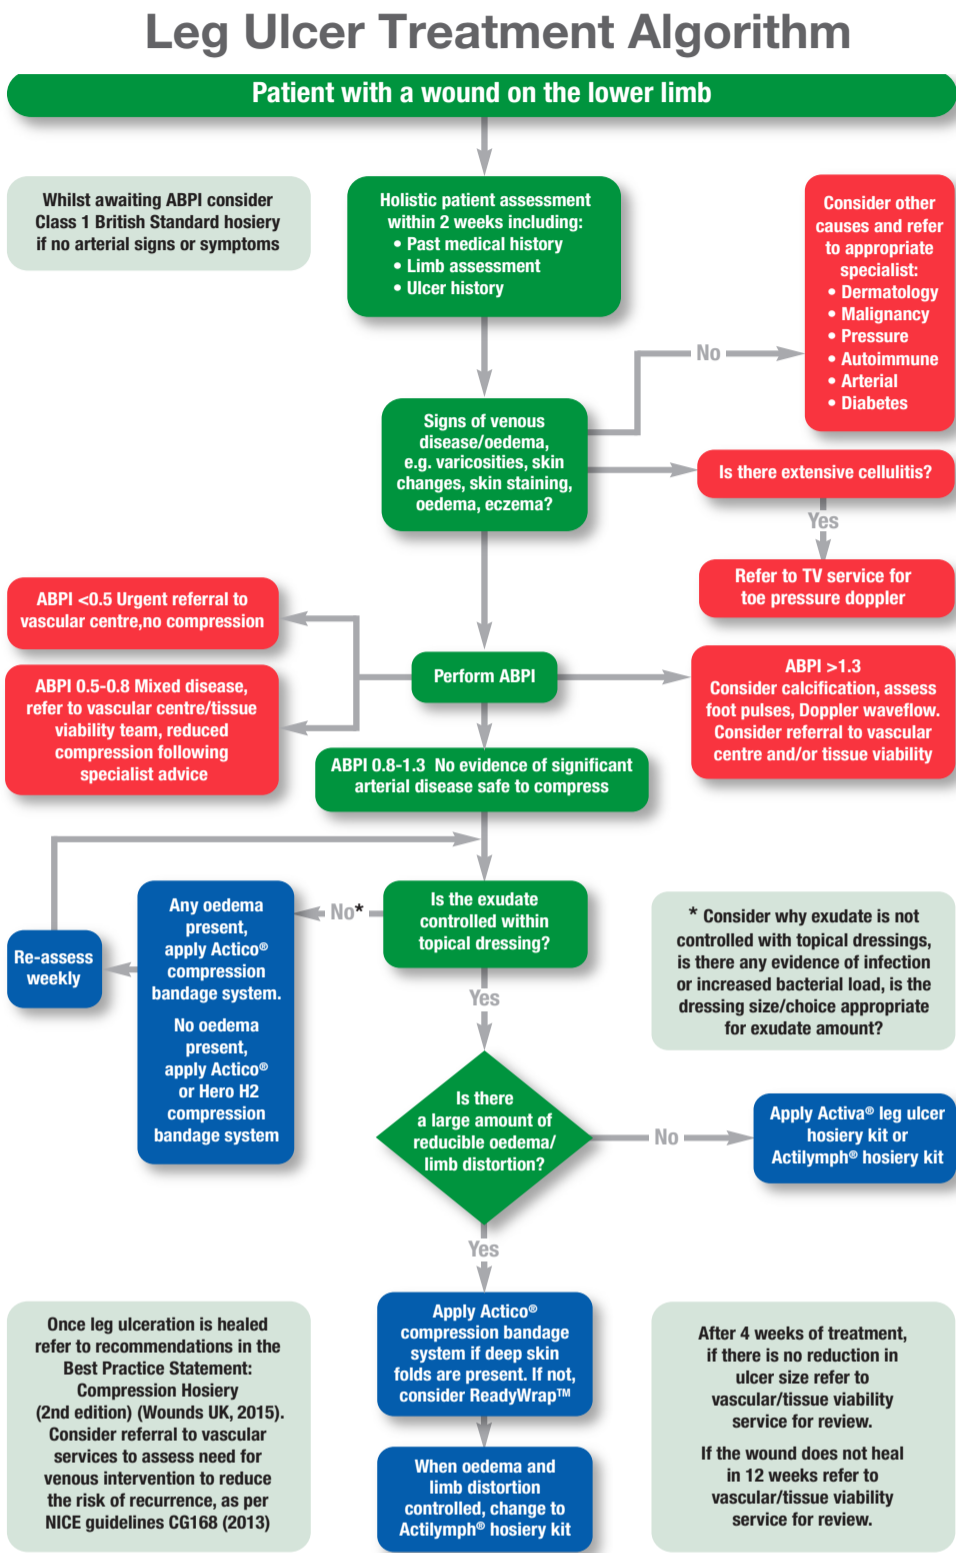 Leg Ulcer Treatment Algorithm
Patient with a wound on the lower limb
Whilst awaiting ABPI consider
Class 1 British Standard hosiery
if no arterial signs or symptoms
Holistic patient assessment
within 2 weeks including:
• Past medical history
• Limb assessment
• Ulcer history
Consider other
causes and refer
to appropriate
specialist:
• Dermatology
• Malignancy
• Pressure
• Autoimmune
• Arterial
• Diabetes
No
Signs of venous
disease/oedema,
e.g. varicosities, skin
changes, skin staining,
oedema, eczema?
Is there extensive cellulitis?
Yes
Refer to TV service for
toe pressure doppler
ABPI <0.5 Urgent referral to
vascular centre,no compression
ABPI 0.5-0.8 Mixed disease,
refer to vascular centre/tissue
viability team, reduced
compression following
specialist advice
Perform ABPI
ABPI >1.3
Consider calcification, assess
foot pulses, Doppler waveflow.
Consider referral to vascular
centre and/or tissue viability
ABPI 0.8-1.3 No evidence of significant
arterial disease safe to compress
Is the exudate
controlled within
topical dressing?
No*
Any oedema
present,
apply Actico®
compression
bandage system.
No oedema
present,
apply Actico®
or Hero H2
compression
bandage system
Re-assess
weekly
* Consider why exudate is not
controlled with topical dressings,
is there any evidence of infection
or increased bacterial load, is the
dressing size/choice appropriate
for exudate amount?
Yes
Is there
a large amount of
reducible oedema/
limb distortion?
No
Apply Activa® leg ulcer
hosiery kit or
Actilymph® hosiery kit
Yes
Apply Actico®
compression bandage
system if deep skin
folds are present. If not,
consider ReadyWrap™
When oedema and
limb distortion
controlled, change to
Actilymph® hosiery kit
Once leg ulceration is healed
refer to recommendations in the
Best Practice Statement:
Compression Hosiery
(2nd edition) (Wounds UK, 2015).
Consider referral to vascular
services to assess need for
venous intervention to reduce
the risk of recurrence, as per
NICE guidelines CG168 (2013)
After 4 weeks of treatment,
if there is no reduction in
ulcer size refer to
vascular/tissue viability
service for review.
If the wound does not heal
in 12 weeks refer to
vascular/tissue viability
service for review.